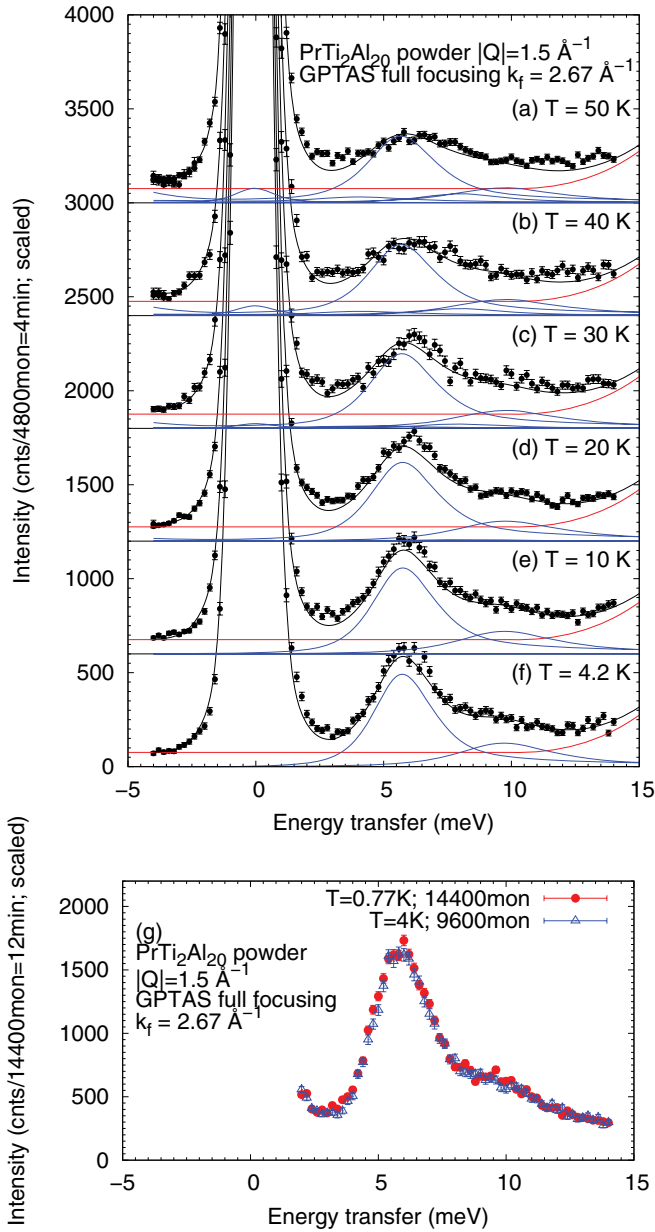 Intensity (cnts/4800mon=4min; scaled)
4000
3500
3000
2500
2000
1500
1000
500
0
PrTi2Al20 powder |Q|=1.5 Å−1
GPTAS full focusing kf = 2.67 Å−1
(a) T = 50 K
(b) T = 40 K
(c) T = 30 K
(d) T = 20 K
(e) T = 10 K
(f) T = 4.2 K
−5 0 5 10 15
Energy transfer (meV)
Intensity (cnts/14400mon=12min; scaled)
2000
1500
1000
500
0
T=0.77K; 14400mon
T=4K; 9600mon
(g)
PrTi2Al20 powder
|Q|=1.5 Å−1
GPTAS full focusing
kf = 2.67 Å−1
−5 0 5 10 15
Energy transfer (meV)